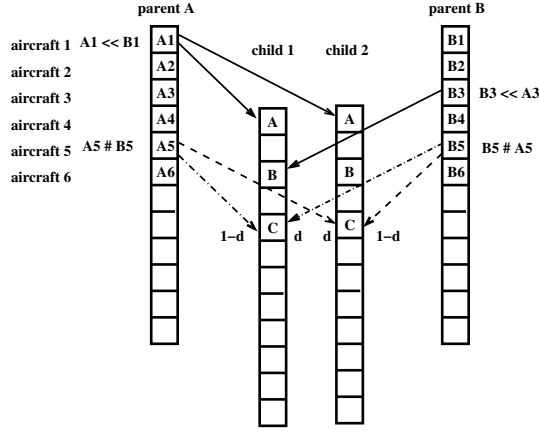 parent A
parent B
aircraft 1
A1 << B1
A1
child 1
child 2
B1
aircraft 2
A2
B2
aircraft 3
A3
B3
B3 << A3
aircraft 4
A4
A
A
B4
aircraft 5
A5 # B5
A5
B5
B5 # A5
aircraft 6
A6
B
B
B6
1−d
C
d
d
C
1−d